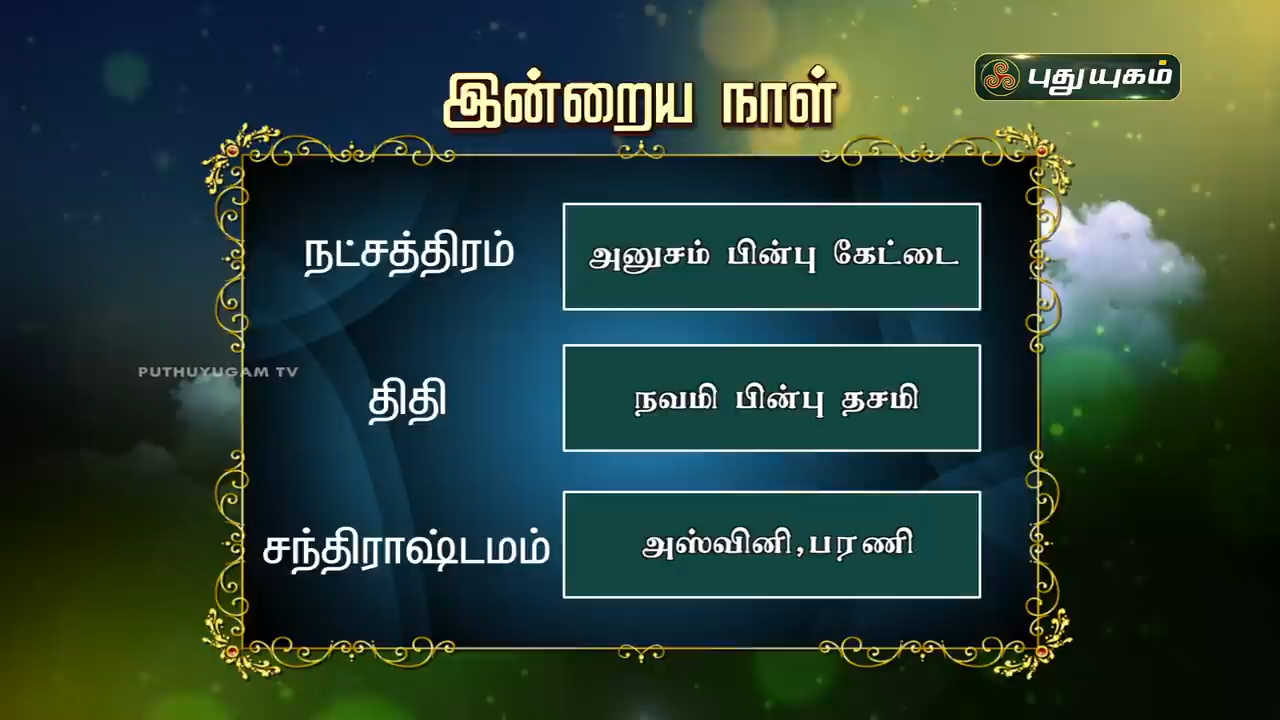 இன்றைய நாள்
புதுயுகம்
நட்சத்திரம்
அனுசம் பின்பு கேட்டை
PUTHUYUGAM TV
திதி
நவமி பின்பு தசமி
சந்திராஷ்டமம்
அஸ்வினி,பரணி